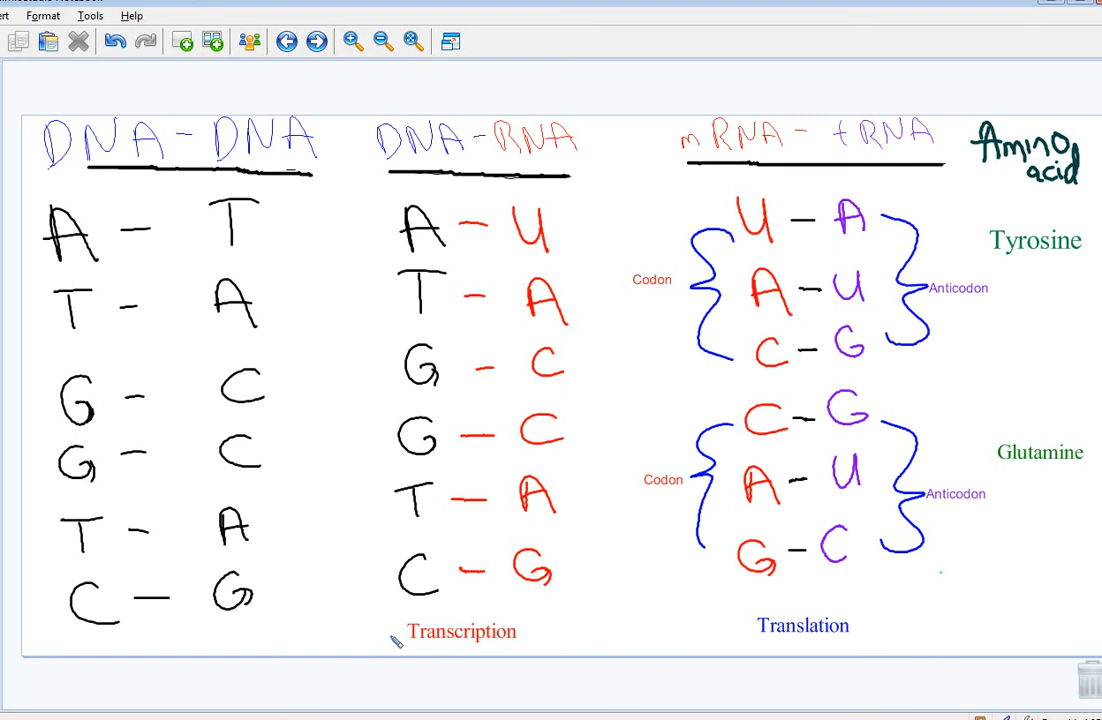 Format Tools Help
DNA - DNA
A - T
T - A
G - C
G - C
T - A
C - G
DNA - RNA
A - U
T - A
G - C
G - C
T - A
C - G
Transcription
mRNA - tRNA
Codon
U - A
A - U
C - G
Anticodon
Codon
C - G
A - U
G - C
Anticodon
Translation
Amino
acid
Tyrosine
Glutamine